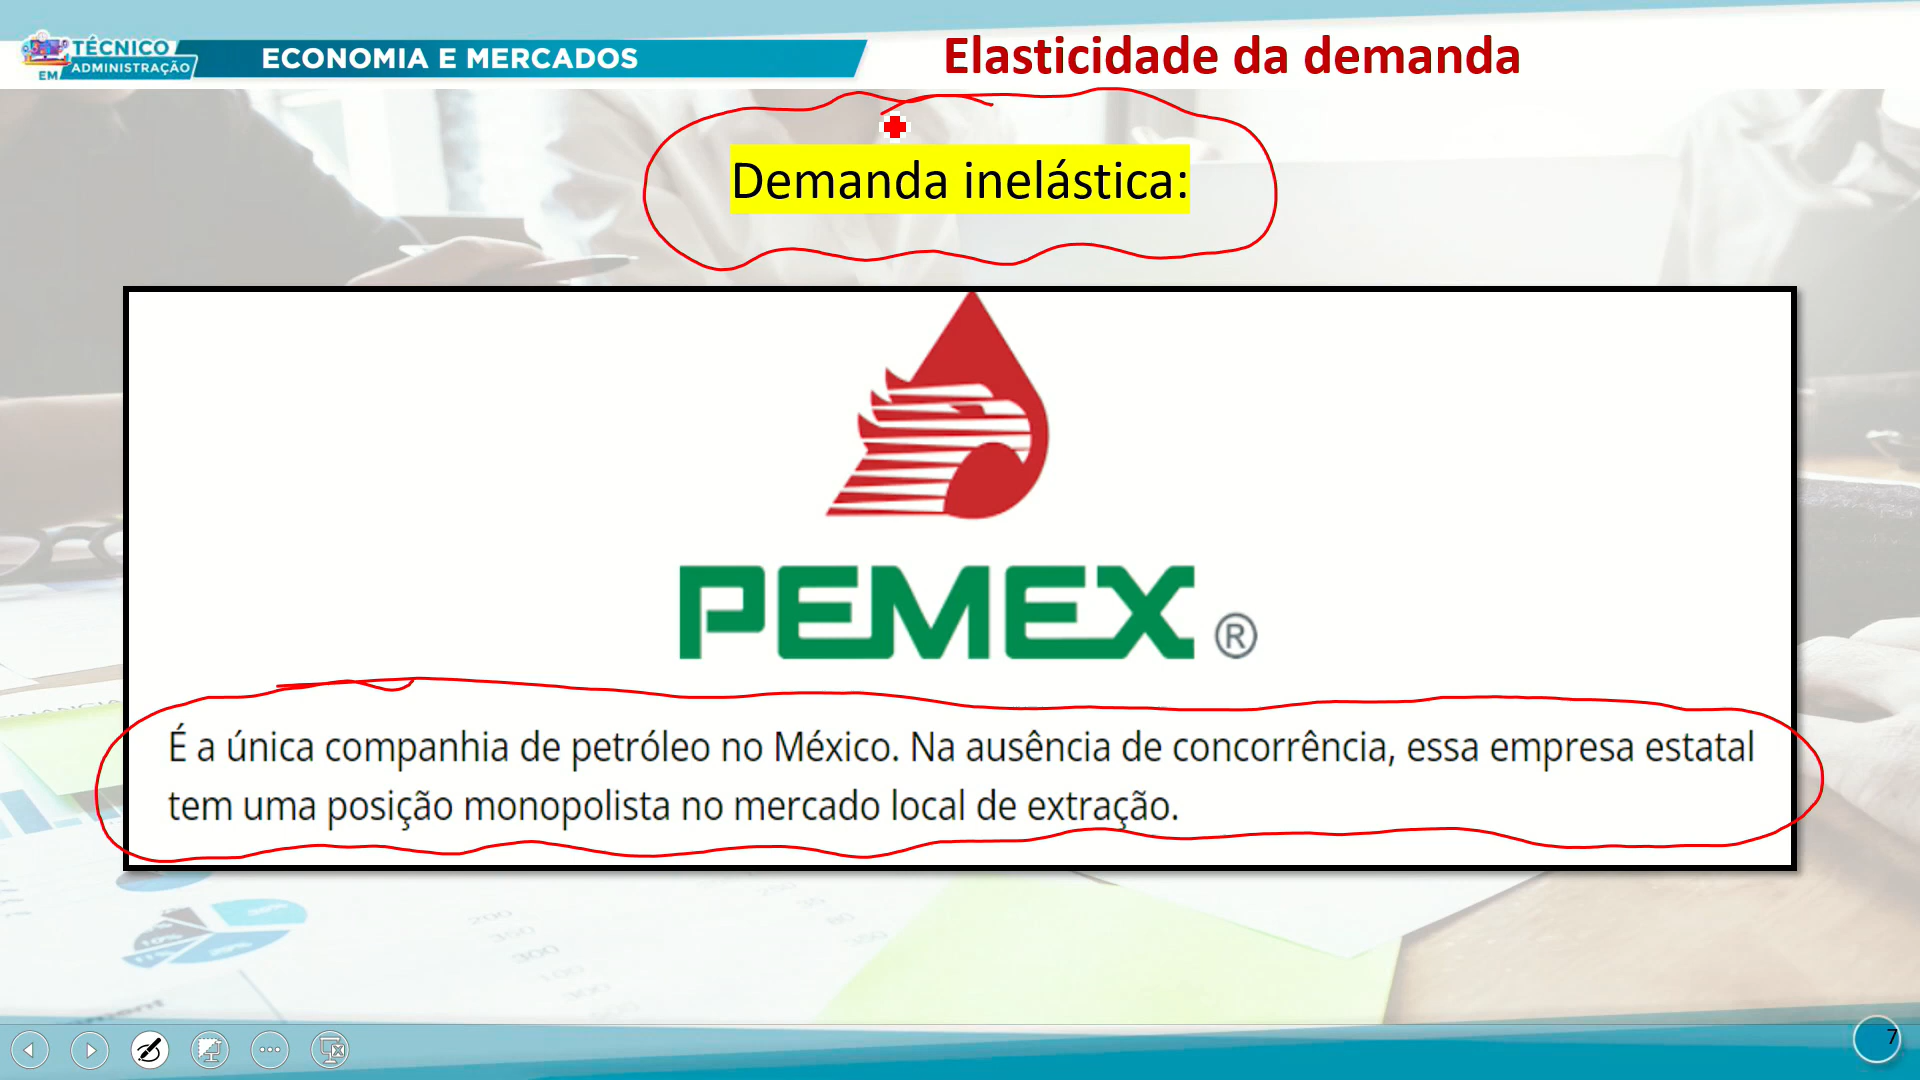 TÉCNICO
EM ADMINISTRAÇÃO
ECONOMIA E MERCADOS
Elasticidade da demanda
Demanda inelástica:
PEMEX ®
É a única companhia de petróleo no México. Na ausência de concorrência, essa empresa estatal
tem uma posição monopolista no mercado local de extração.
7